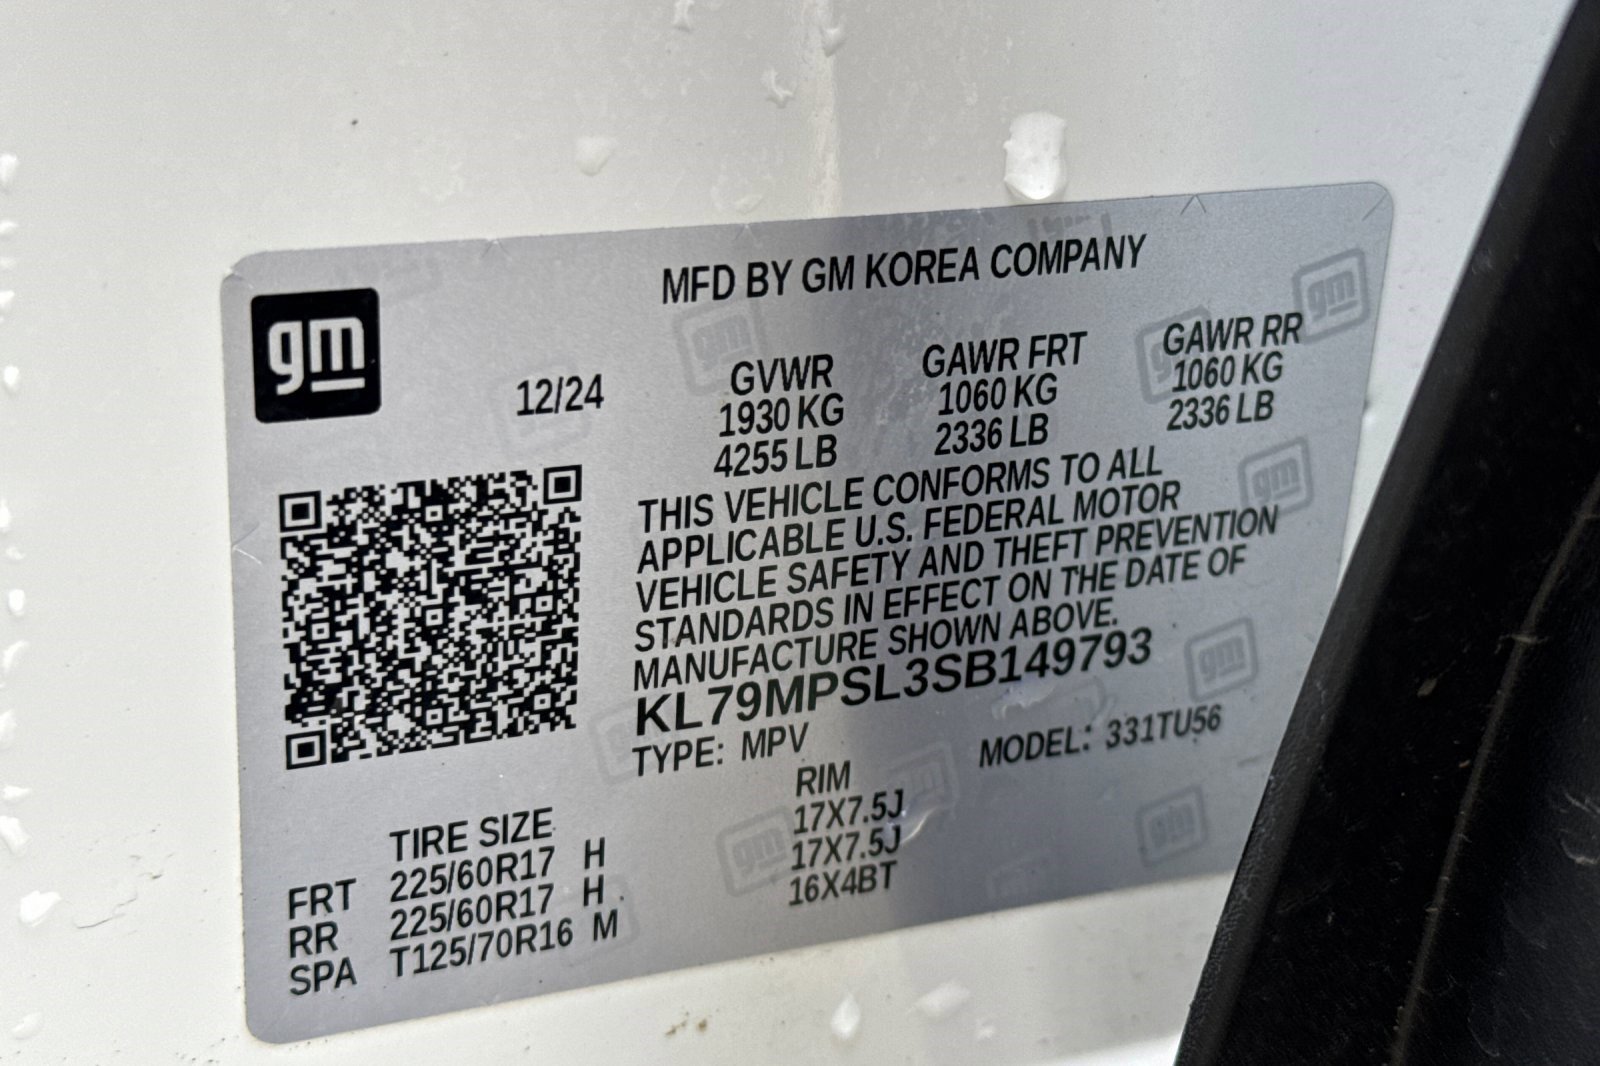 gm
MFD BY GM KOREA COMPANY
12/24
GVWR GAWR FRT GAWR RR
1930 KG 1060 KG 1060 KG
4255 LB 2336 LB 2336 LB
THIS VEHICLE CONFORMS TO ALL
APPLICABLE U.S. FEDERAL MOTOR
VEHICLE SAFETY AND THEFT PREVENTION
STANDARDS IN EFFECT ON THE DATE OF
MANUFACTURE SHOWN ABOVE.
KL79MPSL3SB149793
TYPE: MPV MODEL: 331TU56
TIRE SIZE RIM
FRT 225/60R17 H 17X7.5J
RR 225/60R17 H 17X7.5J
SPA T125/70R16 M 16X4BT